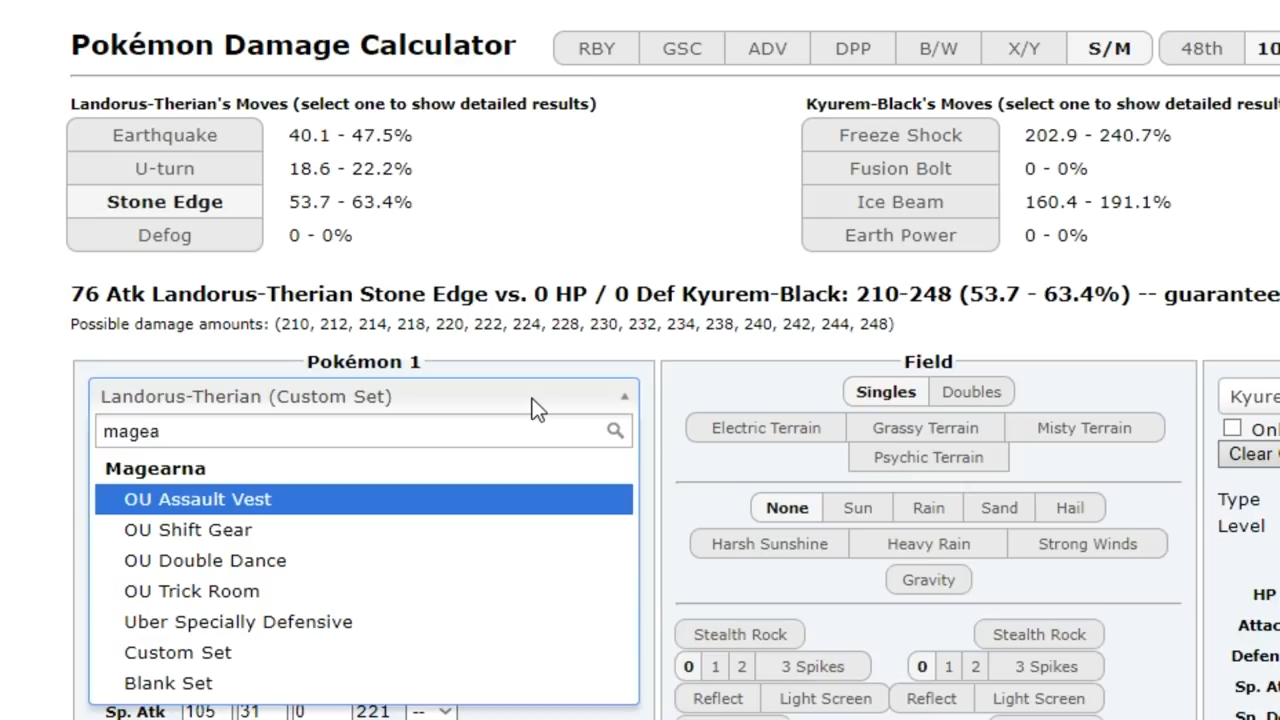 Pokémon Damage Calculator RBY GSC ADV DPP B/W X/Y S/M 48th 10
Landorus-Therian's Moves (select one to show detailed results) Kyurem-Black's Moves (select one to show detailed resul
Earthquake 40.1 - 47.5% Freeze Shock 202.9 - 240.7%
U-turn 18.6 - 22.2% Fusion Bolt 0 - 0%
Stone Edge 53.7 - 63.4% Ice Beam 160.4 - 191.1%
Defog 0 - 0% Earth Power 0 - 0%
76 Atk Landorus-Therian Stone Edge vs. 0 HP / 0 Def Kyurem-Black: 210-248 (53.7 - 63.4%) -- guarantee
Possible damage amounts: (210, 212, 214, 218, 220, 222, 224, 228, 230, 232, 234, 238, 240, 242, 244, 248)
Pokémon 1
Landorus-Therian (Custom Set)
magea
Magearna
OU Assault Vest
OU Shift Gear
OU Double Dance
OU Trick Room
Uber Specially Defensive
Custom Set
Blank Set
Sp. Atk 105 31 0 221 --
Field
Singles Doubles
Electric Terrain Grassy Terrain Misty Terrain
Psychic Terrain
None Sun Rain Sand Hail
Harsh Sunshine Heavy Rain Strong Winds
Gravity
Stealth Rock Stealth Rock
0 1 2 3 Spikes 0 1 2 3 Spikes
Reflect Light Screen Reflect Light Screen
Kyure
Onl
Clear
Type
Level
HP
Attac
Defen
Sp. At
Sp. De